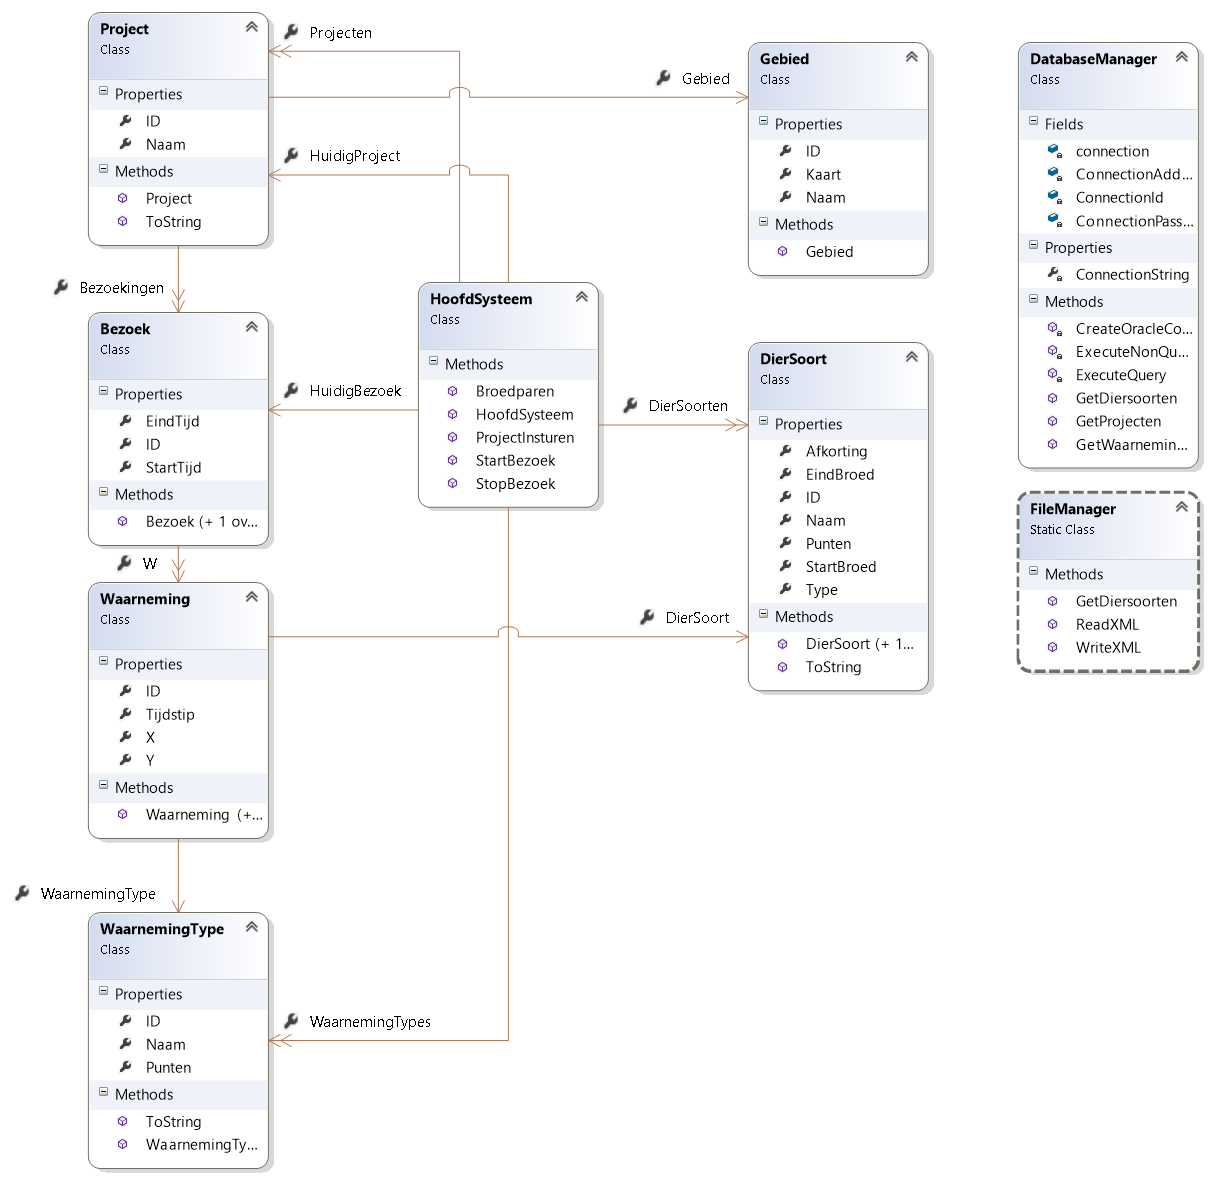 Project
Class
Properties
ID
Naam
Methods
Project
ToString
Projecten
Gebied
HuidigProject
Bezoekingen
Gebied
Class
Properties
ID
Kaart
Naam
Methods
Gebied
DatabaseManager
Class
Fields
connection
ConnectionAdd...
ConnectionId
ConnectionPass...
Properties
ConnectionString
Methods
CreateOracleCo...
ExecuteNonQu...
ExecuteQuery
GetDiersoorten
GetProjecten
GetWaarnemin...
Bezoek
Class
Properties
EindTijd
ID
StartTijd
Methods
Bezoek (+ 1 ov...
HuidigBezoek
HoofdSysteem
Class
Methods
Broedparen
HoofdSysteem
ProjectInsturen
StartBezoek
StopBezoek
DierSoorten
DierSoort
Class
Properties
Afkorting
EindBroed
ID
Naam
Punten
StartBroed
Type
Methods
DierSoort (+ 1...
ToString
FileManager
Static Class
Methods
GetDiersoorten
ReadXML
WriteXML
W
Waarneming
Class
Properties
ID
Tijdstip
X
Y
Methods
Waarneming (+...
DierSoort
WaarnemingType
WaarnemingType
Class
Properties
ID
Naam
Punten
Methods
ToString
WaarnemingTy...
WaarnemingTypes